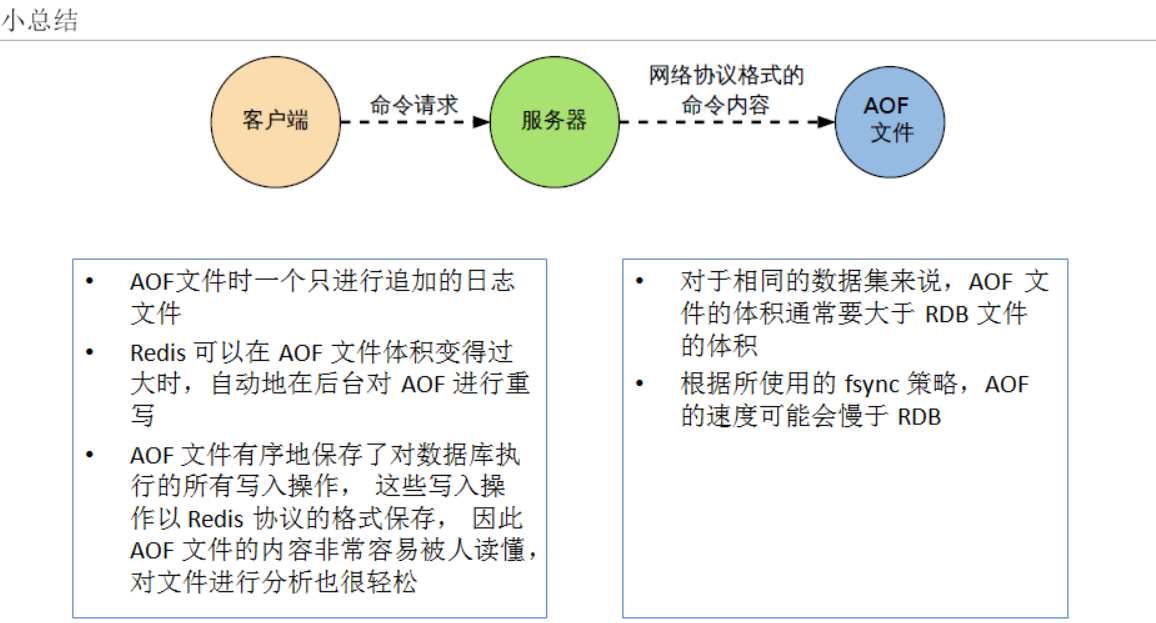 小总结
客户端
命令请求
服务器
网络协议格式的
命令内容
AOF
文件
• AOF文件时一个只进行追加的日志
文件
• Redis 可以在 AOF 文件体积变得过
大时，自动地在后台对 AOF 进行重
写
• AOF 文件有序地保存了对数据库执
行的所有写入操作， 这些写入操
作以 Redis 协议的格式保存， 因此
AOF 文件的内容非常容易被人读懂，
对文件进行分析也很轻松
• 对于相同的数据集来说，AOF 文
件的体积通常要大于 RDB 文件
的体积
• 根据所使用的 fsync 策略，AOF
的速度可能会慢于 RDB